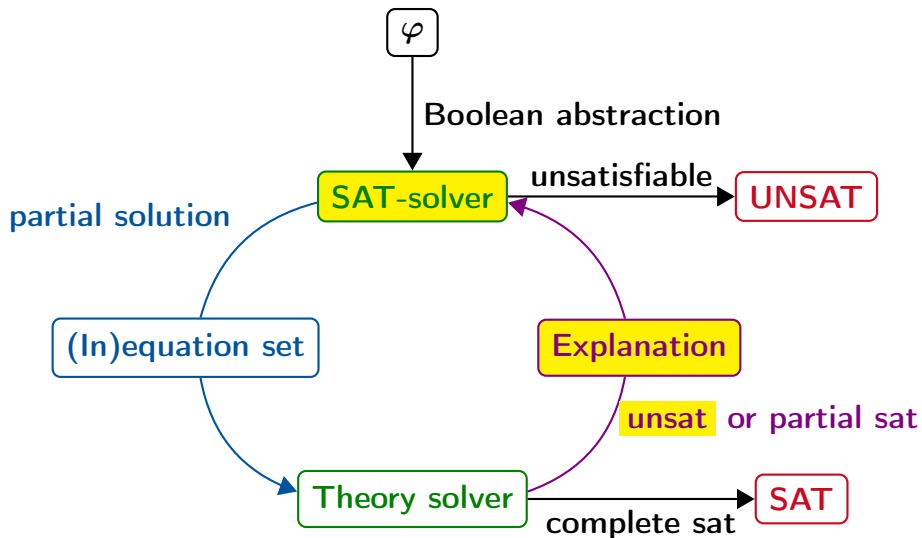 φ
Boolean abstraction
SAT-solver
unsatisfiable
UNSAT
partial solution
(In)equation set
Explanation
unsat or partial sat
Theory solver
complete sat
SAT